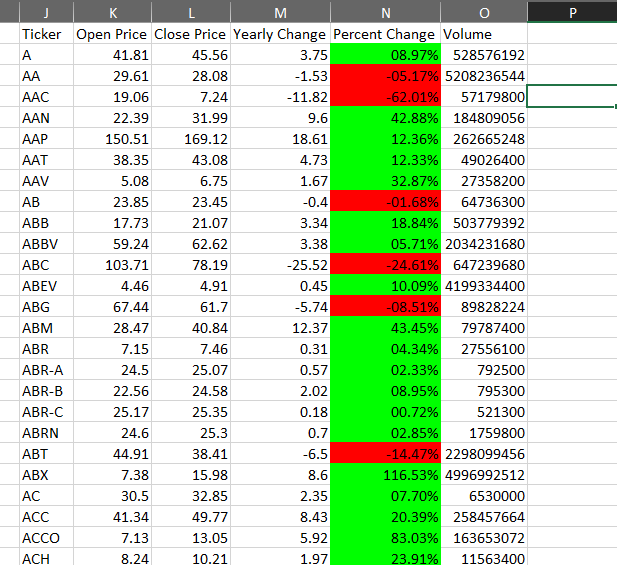 J K L M N O P
Ticker Open Price Close Price Yearly Change Percent Change Volume
A 41.81 45.56 3.75 08.97% 528576192
AA 29.61 28.08 -1.53 -05.17% 5208236544
AAC 19.06 7.24 -11.82 -62.01% 57179800
AAN 22.39 31.99 9.6 42.88% 184809056
AAP 150.51 169.12 18.61 12.36% 262665248
AAT 38.35 43.08 4.73 12.33% 49026400
AAV 5.08 6.75 1.67 32.87% 27358200
AB 23.85 23.45 -0.4 -01.68% 64736300
ABB 17.73 21.07 3.34 18.84% 503779392
ABBV 59.24 62.62 3.38 05.71% 2034231680
ABC 103.71 78.19 -25.52 -24.61% 647239680
ABEV 4.46 4.91 0.45 10.09% 4199334400
ABG 67.44 61.7 -5.74 -08.51% 89828224
ABM 28.47 40.84 12.37 43.45% 79787400
ABR 7.15 7.46 0.31 04.34% 27556100
ABR-A 24.5 25.07 0.57 02.33% 792500
ABR-B 22.56 24.58 2.02 08.95% 795300
ABR-C 25.17 25.35 0.18 00.72% 521300
ABRN 24.6 25.3 0.7 02.85% 1759800
ABT 44.91 38.41 -6.5 -14.47% 2298099456
ABX 7.38 15.98 8.6 116.53% 4996992512
AC 30.5 32.85 2.35 07.70% 6530000
ACC 41.34 49.77 8.43 20.39% 258457664
ACCO 7.13 13.05 5.92 83.03% 163653072
ACH 8.24 10.21 1.97 23.91% 11563400